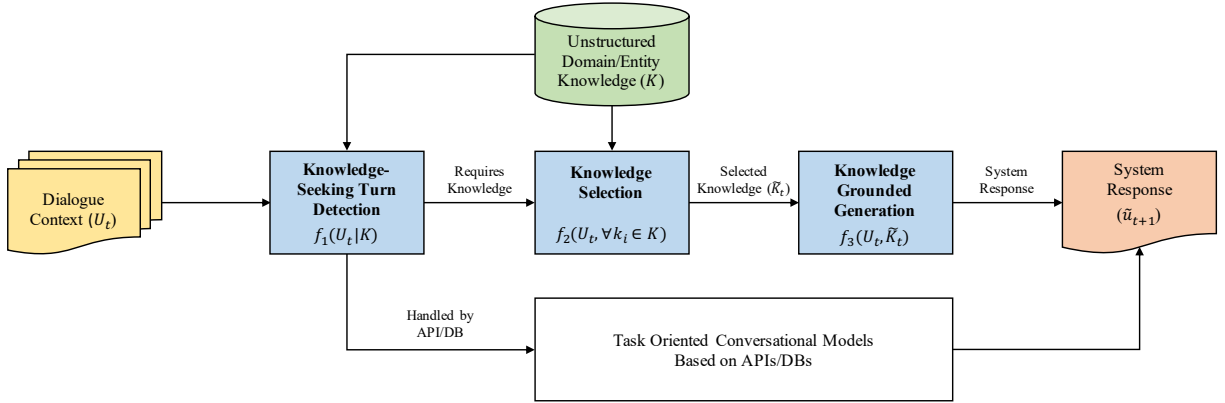 Unstructured
Domain/Entity
Knowledge (K)
Dialogue
Context (U_t)
Knowledge-
Seeking Turn
Detection
f_1(U_t|K)
Requires
Knowledge
Knowledge
Selection
f_2(U_t, ∀k_i ∈ K)
Selected
Knowledge (K̃_t)
Knowledge
Grounded
Generation
f_3(U_t, K̃_t)
System
Response
System
Response
(ũ_{t+1})
Handled by
API/DB
Task Oriented Conversational Models
Based on APIs/DBs